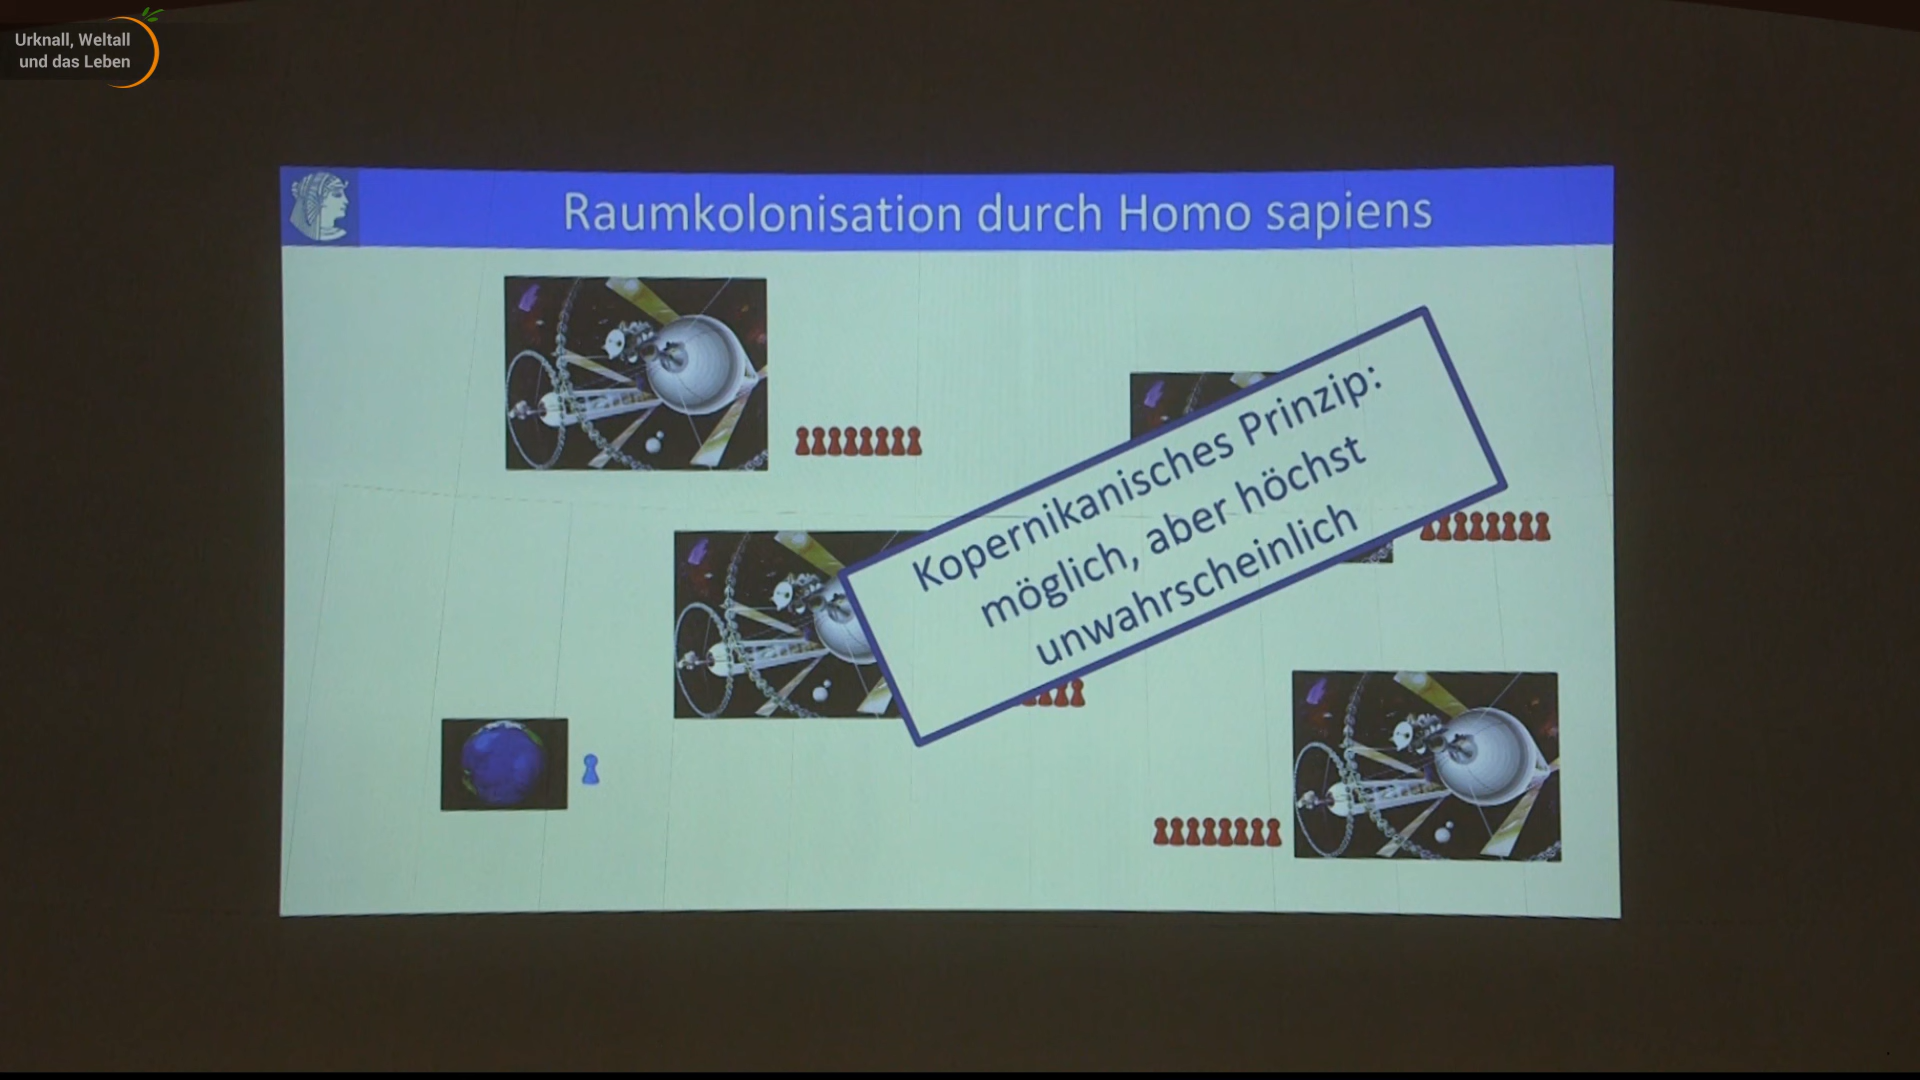 Urknall, Weltall
und das Leben
Raumkolonisation durch Homo sapiens
Kopernikanisches Prinzip:
möglich, aber höchst
unwahrscheinlich